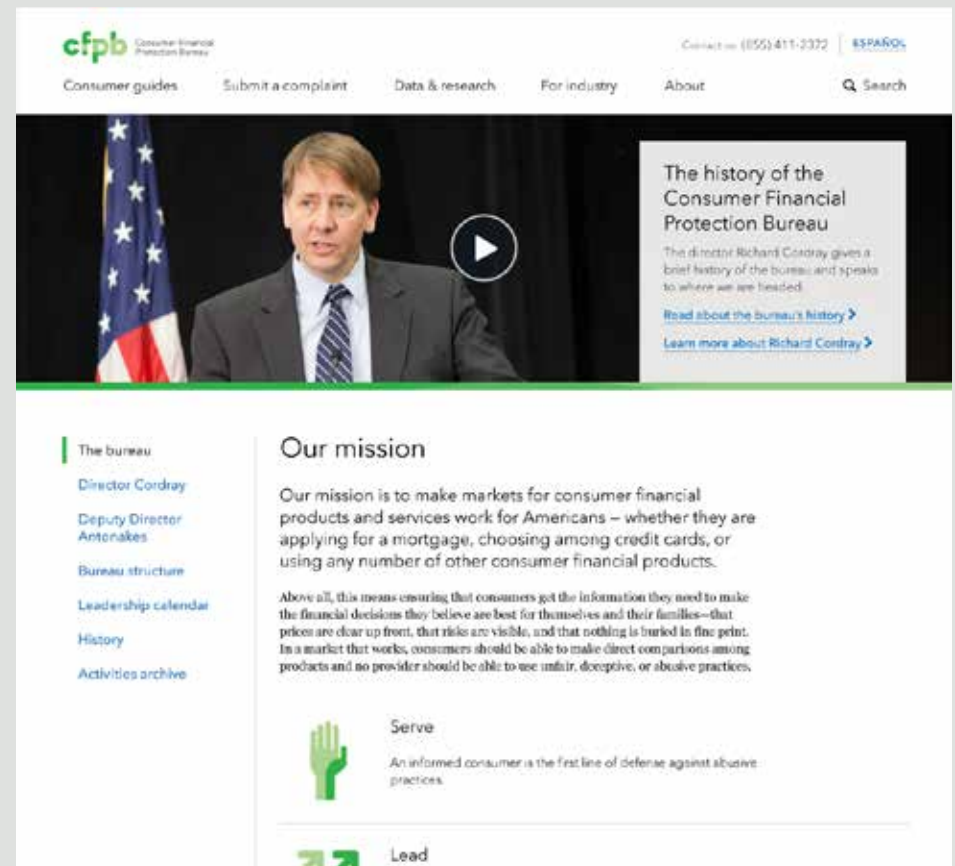 cfpb Consumer Financial
Protection Bureau
Contact us (855) 411-2372 ESPAÑOL
Consumer guides Submit a complaint Data & research For industry About Search
The history of the
Consumer Financial
Protection Bureau
The director Richard Cordray gives a
brief history of the bureau and speaks
to where we are headed.
Read about the bureau's history
Learn more about Richard Cordray
The bureau
Director Cordray
Deputy Director
Antonakes
Bureau structure
Leadership calendar
History
Activities archive
Our mission
Our mission is to make markets for consumer financial
products and services work for Americans – whether they are
applying for a mortgage, choosing among credit cards, or
using any number of other consumer financial products.
Above all, this means ensuring that consumers get the information they need to make
the financial decisions they believe are best for themselves and their families—that
prices are clear up front, that risks are visible, and that nothing is buried in fine print.
In a market that works, consumers should be able to make direct comparisons among
products and no provider should be able to use unfair, deceptive, or abusive practices.
Serve
An informed consumer is the first line of defense against abusive
practices.
Lead